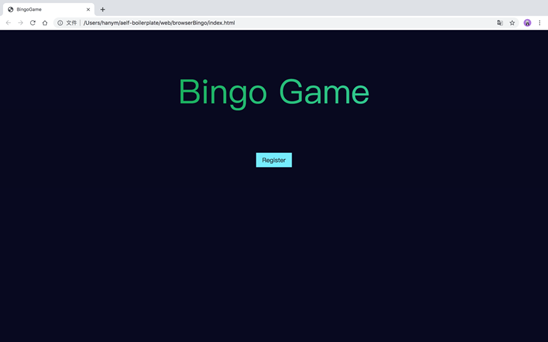 BingoGame
文件 /Users/hanym/aelf-boilerplate/web/browserBingo/index.html
Bingo Game
Register